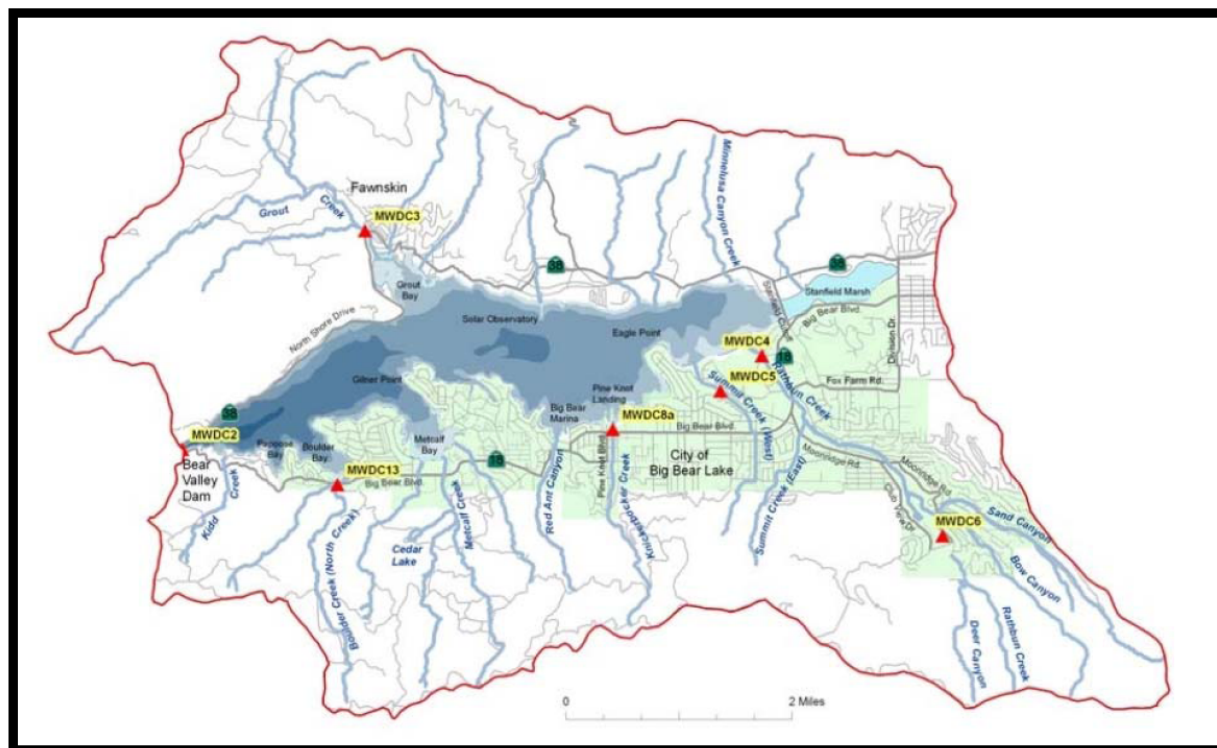 Fawnskin
MWDC3
Grout
Creek
Minnelusa Canyon Creek
38
38
Grout
Bay
Stanfield Marsh
Solar Observatory
Stanfield Cutoff
Big Bear Blvd.
Division Dr.
North Shore Drive
Eagle Point
MWDC4
18
Gilner Point
MWDC5
Rathbun Creek
Fox Farm Rd.
Pine Knot
Landing
Summit Creek (West)
38
Big Bear
Marina
MWDC8a
Big Bear Blvd.
MWDC2
Papoose
Bay
Boulder
Bay
Metcalf
Bay
18
City of
Big Bear Lake
Moonridge Rd.
Bear
Valley
Dam
MWDC13
Big Bear Blvd.
Pine Knot Blvd.
Moonridge Rd.
Kidd
Creek
Metcalf Creek
Red Ant Canyon
Knickerbocker Creek
Summit Creek (East)
Club View Dr.
Sand Canyon
MWDC6
Cedar
Lake
Boulder Creek (North Creek)
Bow Canyon
Rathbun Creek
Deer Canyon
0
2 Miles